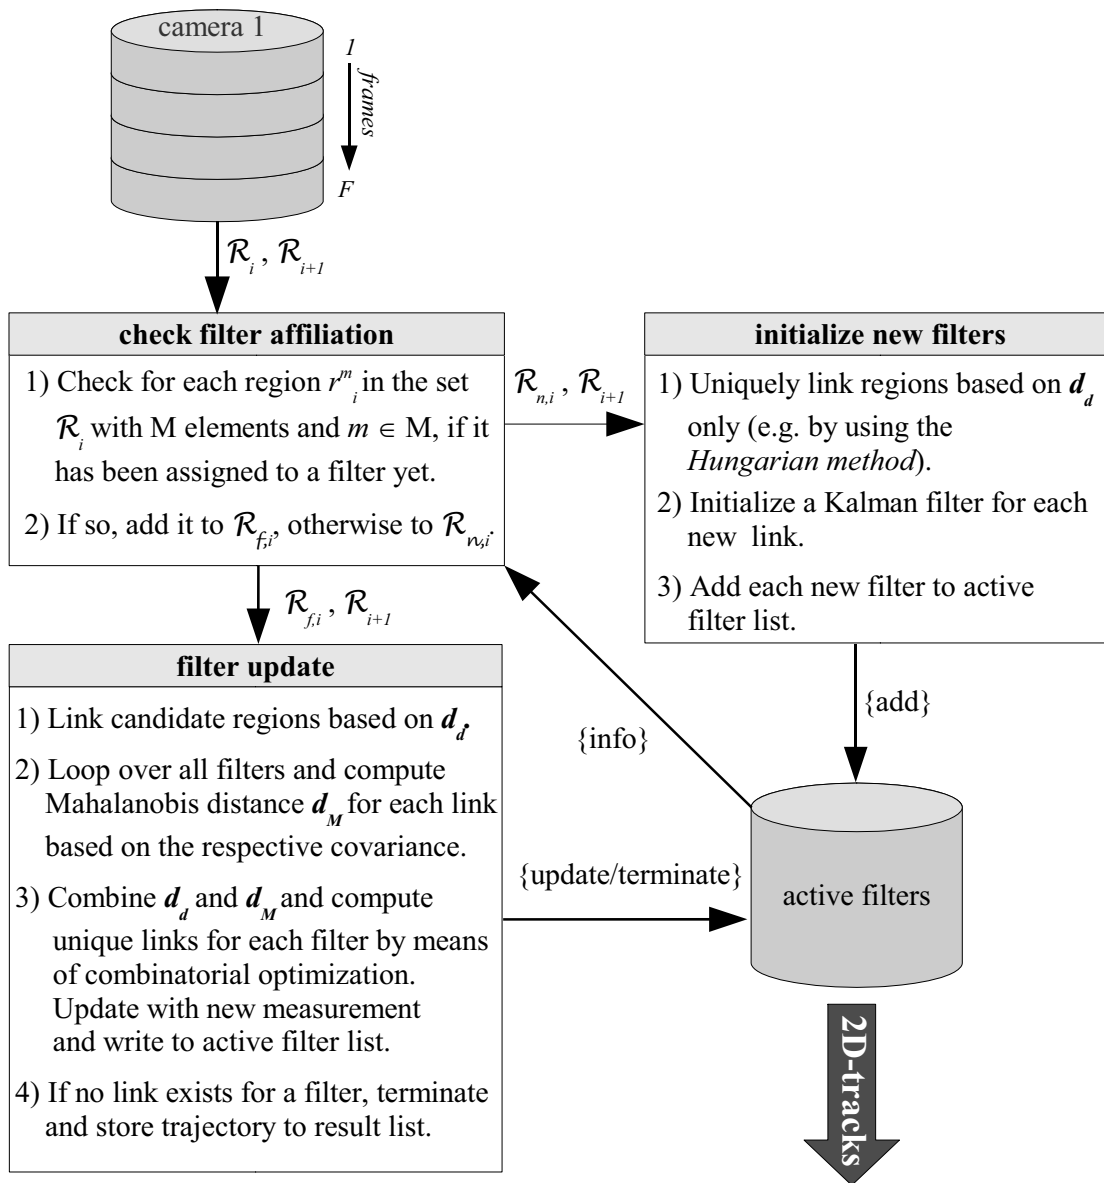 camera 1
1
frames
F
R_i , R_{i+1}
check filter affiliation
1) Check for each region r^m_i in the set
R_i with M elements and m ∈ M, if it
has been assigned to a filter yet.
2) If so, add it to R_{f,i}, otherwise to R_{n,i}.
R_{n,i} , R_{i+1}
initialize new filters
1) Uniquely link regions based on d_d
only (e.g. by using the
Hungarian method).
2) Initialize a Kalman filter for each
new link.
3) Add each new filter to active
filter list.
R_{f,i} , R_{i+1}
filter update
1) Link candidate regions based on d_d.
2) Loop over all filters and compute
Mahalanobis distance d_M for each link
based on the respective covariance.
3) Combine d_d and d_M and compute
unique links for each filter by means
of combinatorial optimization.
Update with new measurement
and write to active filter list.
4) If no link exists for a filter, terminate
and store trajectory to result list.
{info}
{add}
{update/terminate}
active filters
2D-tracks